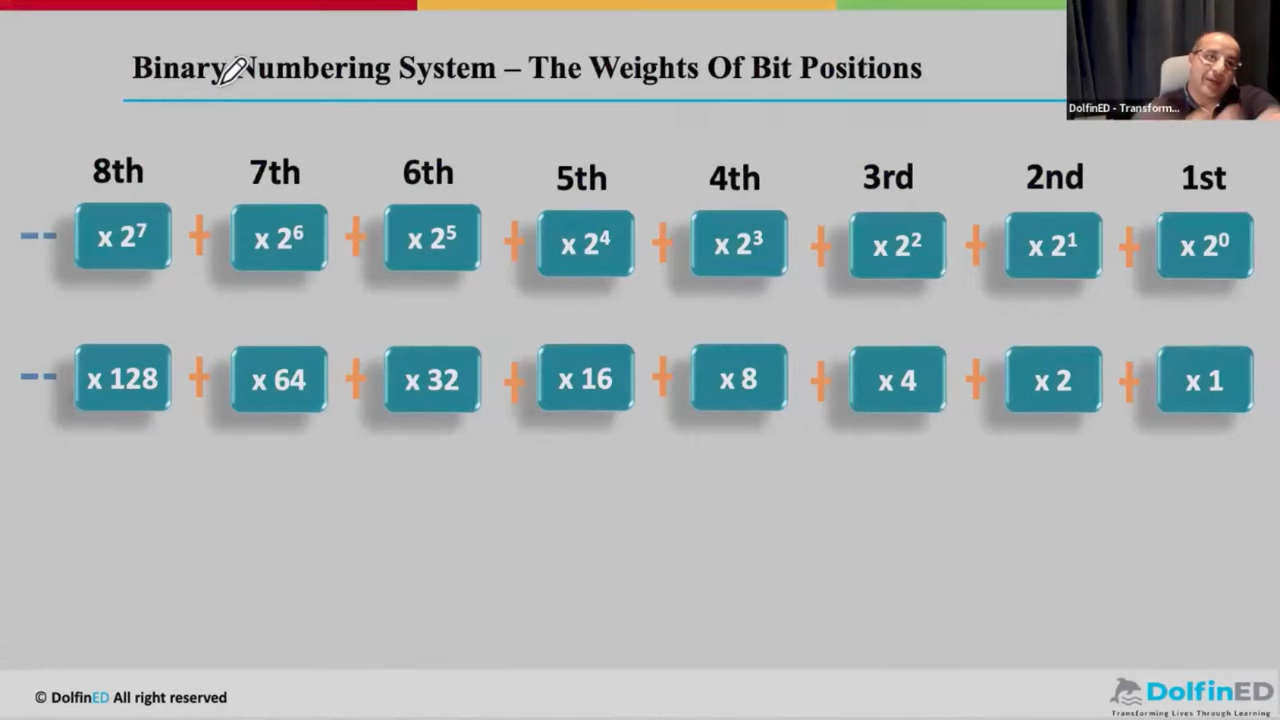 Binary Numbering System – The Weights Of Bit Positions
DolfinED - Transform...
8th 7th 6th 5th 4th 3rd 2nd 1st
-- x 2⁷ + x 2⁶ + x 2⁵ + x 2⁴ + x 2³ + x 2² + x 2¹ + x 2⁰
-- x 128 + x 64 + x 32 + x 16 + x 8 + x 4 + x 2 + x 1
© DolfinED All right reserved
DolfinED
Transforming Lives Through Learning